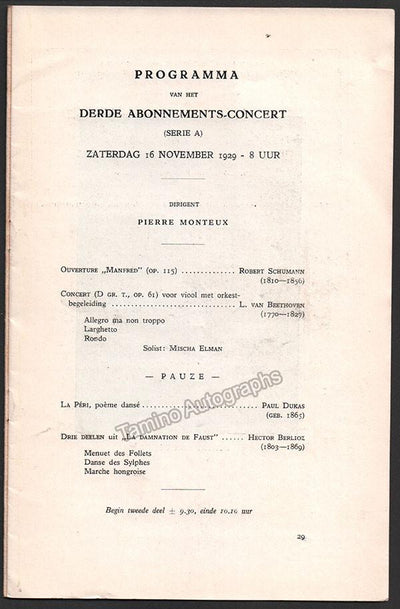 PROGRAMMA
VAN HET
DERDE ABONNEMENTS-CONCERT
(SERIE A)
ZATERDAG 16 NOVEMBER 1929 - 8 UUR
DIRIGENT
PIERRE MONTEUX
OUVERTURE „MANFRED” (OP. 115) .............. ROBERT SCHUMANN
(1810—1856)
CONCERT (D GR. T., OP. 61) voor viool met orkest-
begeleiding .............................. L. VAN BEETHOVEN
(1770—1827)
Allegro ma non troppo
Larghetto
Rondo
Solist: MISCHA ELMAN
— PAUZE —
LA PÉRI, poème dansé ........................ PAUL DUKAS
(GEB. 1865)
DRIE DEELEN uit „LA DAMNATION DE FAUST” ...... HECTOR BERLIOZ
(1803—1869)
Menuet des Follets
Danse des Sylphes
Marche hongroise
Begin tweede deel ± 9.30, einde 10.10 uur
29
Tamino Autographs